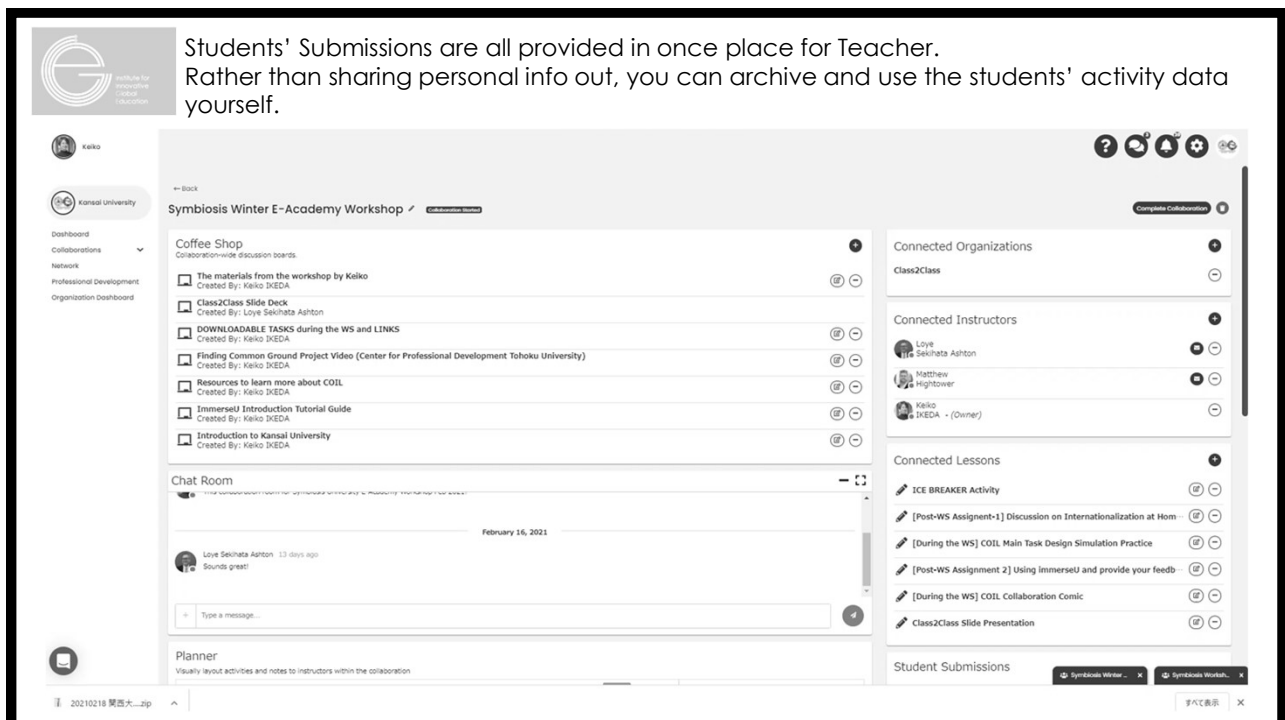 Institute for
Innovative
Global
Education
Students’ Submissions are all provided in once place for Teacher.
Rather than sharing personal info out, you can archive and use the students’ activity data
yourself.
Keiko
Kansai University
Dashboard
Collaborations
Network
Professional Development
Organization Dashboard
← Back
Symbiosis Winter E-Academy Workshop
Collaboration Started
Complete Collaboration
Coffee Shop
Collaboration-wide discussion boards.
The materials from the workshop by Keiko
Created By: Keiko IKEDA
Class2Class Slide Deck
Created By: Loye Sekihata Ashton
DOWNLOADABLE TASKS during the WS and LINKS
Created By: Keiko IKEDA
Finding Common Ground Project Video (Center for Professional Development Tohoku University)
Created By: Keiko IKEDA
Resources to learn more about COIL
Created By: Keiko IKEDA
ImmerseU Introduction Tutorial Guide
Created By: Keiko IKEDA
Introduction to Kansai University
Created By: Keiko IKEDA
Chat Room
February 16, 2021
Loye Sekihata Ashton 13 days ago
Sounds great!
+ Type a message...
Planner
Visually layout activities and notes to instructors within the collaboration
Connected Organizations
Class2Class
Connected Instructors
Loye
Sekihata Ashton
Matthew
Hightower
Keiko
IKEDA - (Owner)
Connected Lessons
ICE BREAKER Activity
[Post-WS Assignent-1] Discussion on Internationalization at Hom
[During the WS] COIL Main Task Design Simulation Practice
[Post-WS Assignment 2] Using immerseU and provide your feedb
[During the WS] COIL Collaboration Comic
Class2Class Slide Presentation
Student Submissions
Symbiosis Winter ... x
Symbiosis Worksh... x
20210218 関西大....zip
すべて表示